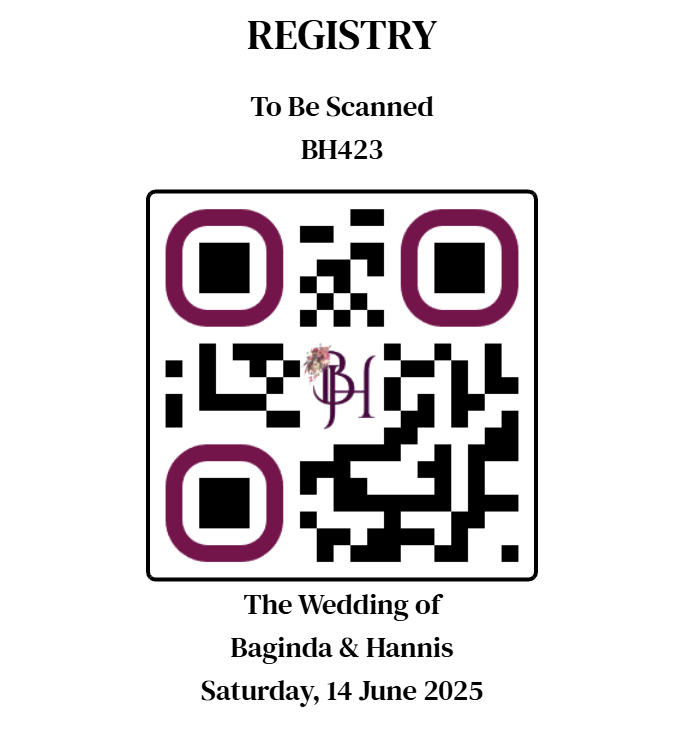 REGISTRY
To Be Scanned
BH423
BH
The Wedding of
Baginda & Hannis
Saturday, 14 June 2025